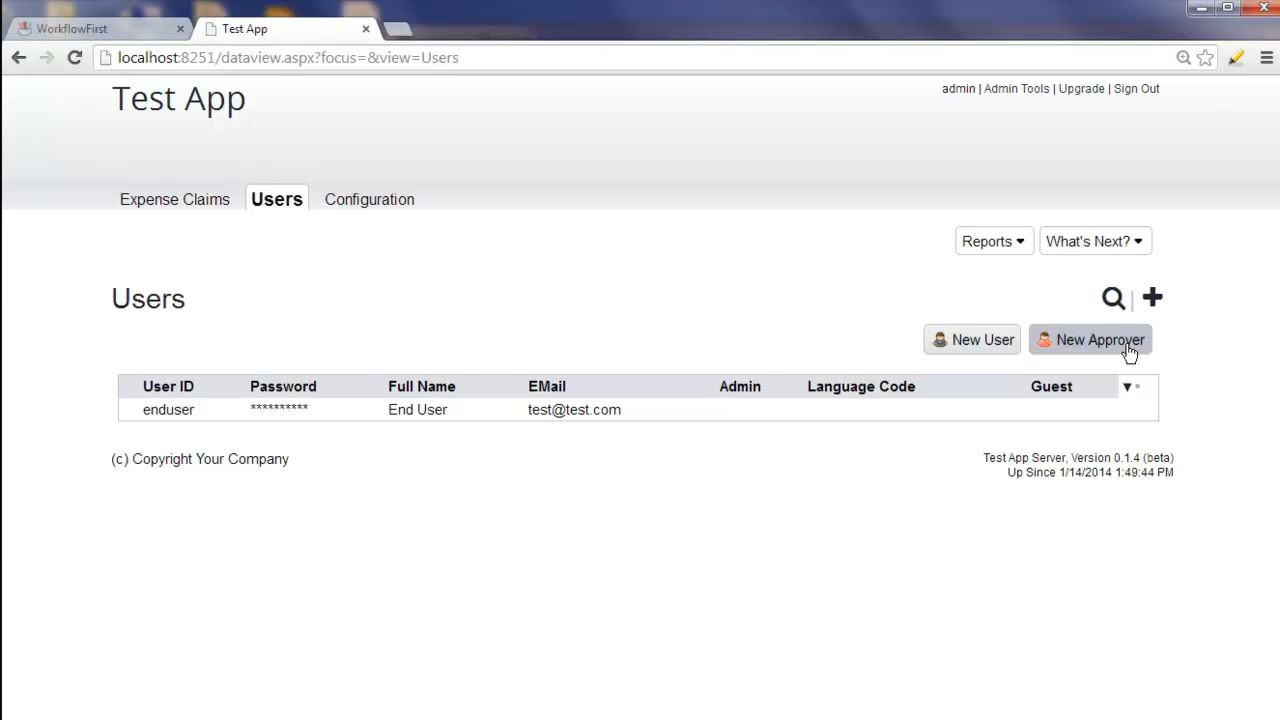 WorkflowFirst
Test App
localhost:8251/dataview.aspx?focus=&view=Users
Test App
admin | Admin Tools | Upgrade | Sign Out
Expense Claims
Users
Configuration
Reports
What's Next?
Users
New User
New Approver
User ID Password Full Name EMail Admin Language Code Guest
enduser ********** End User test@test.com
(c) Copyright Your Company
Test App Server, Version 0.1.4 (beta)
Up Since 1/14/2014 1:49:44 PM